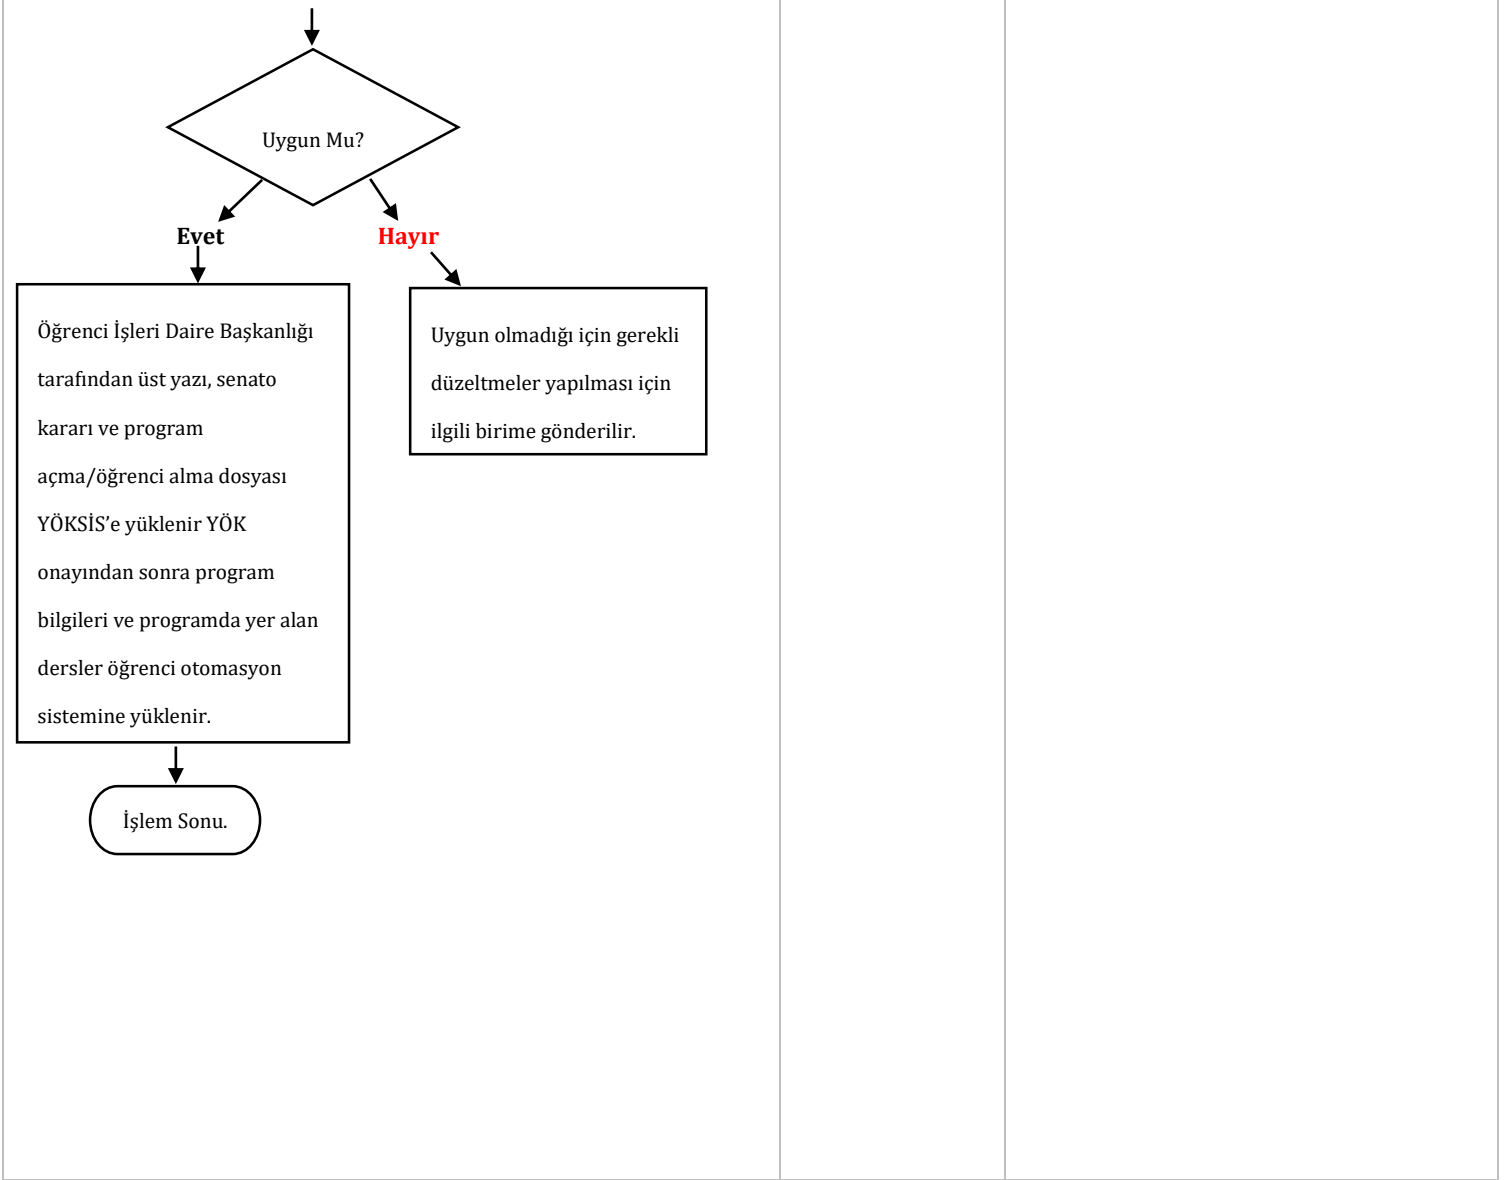 Uygun Mu?
Evet
Hayır
Öğrenci İşleri Daire Başkanlığı
tarafından üst yazı, senato
kararı ve program
açma/öğrenci alma dosyası
YÖKSİS’e yüklenir YÖK
onayından sonra program
bilgileri ve programda yer alan
dersler öğrenci otomasyon
sistemine yüklenir.
Uygun olmadığı için gerekli
düzeltmeler yapılması için
ilgili birime gönderilir.
İşlem Sonu.